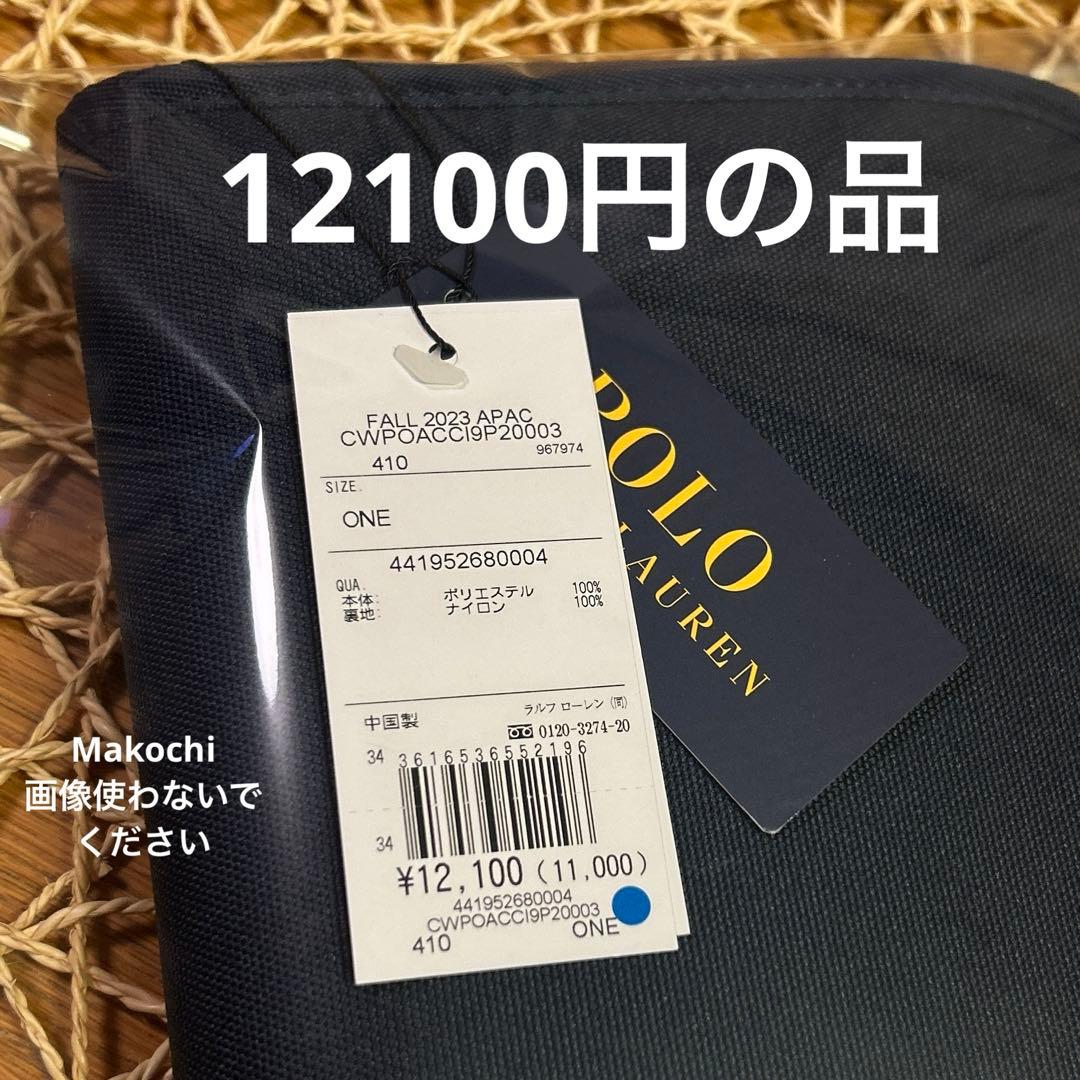 12100円の品
FALL 2023 APAC
CWPOACCI9P20003
410 967974
SIZE.
ONE
441952680004
QUA.
本体: ポリエステル 100%
裏地: ナイロン 100%
ラルフ ローレン (同)
中国製 0120-3274-20
34 3616536552196
34
¥12,100 (11,000)
441952680004
CWPOACCI9P20003
410 ONE
POLO
LAUREN
Makochi
画像使わないで
ください